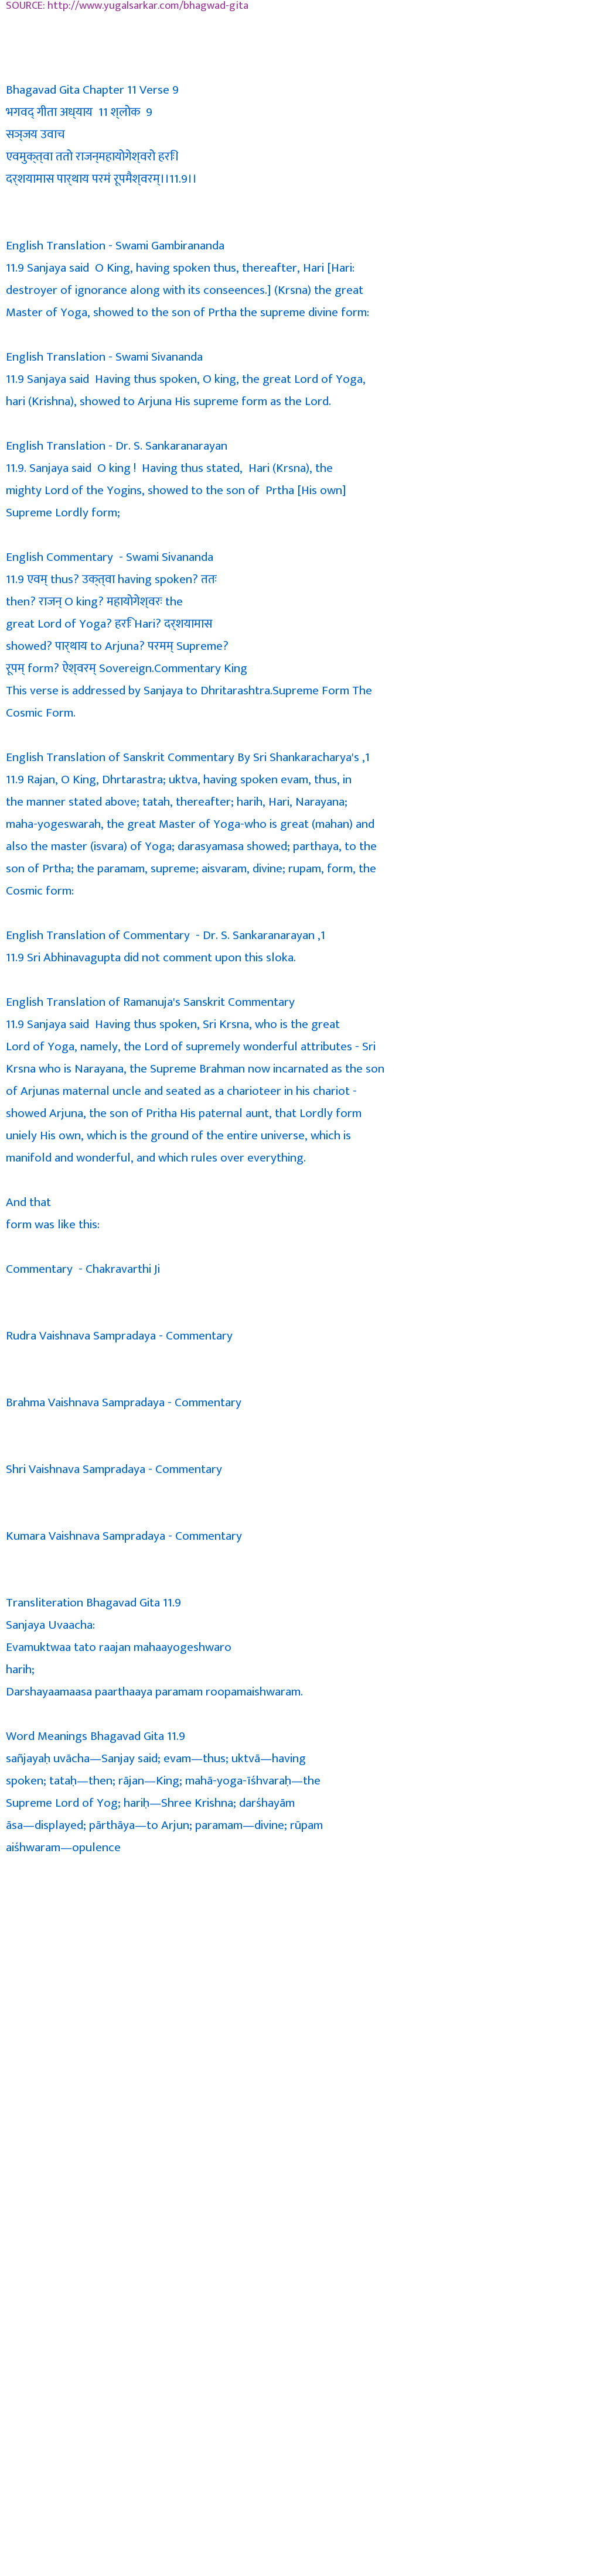 SOURCE: http://www.yugalsarkar.com/bhagwad-gita
Bhagavad Gita Chapter 11 Verse 9
भगवद् गीता अध्याय 11 श्लोक 9
सञ्जय उवाच
एवमुक्त्वा ततो राजन्महायोगेश्वरो हरिः।
दर्शयामास पार्थाय परमं रूपमैश्वरम्।।11.9।।
English Translation - Swami Gambirananda
11.9 Sanjaya said O King, having spoken thus, thereafter, Hari [Hari:
destroyer of ignorance along with its conseences.] (Krsna) the great
Master of Yoga, showed to the son of Prtha the supreme divine form:
English Translation - Swami Sivananda
11.9 Sanjaya said Having thus spoken, O king, the great Lord of Yoga,
hari (Krishna), showed to Arjuna His supreme form as the Lord.
English Translation - Dr. S. Sankaranarayan
11.9. Sanjaya said O king ! Having thus stated, Hari (Krsna), the
mighty Lord of the Yogins, showed to the son of Prtha [His own]
Supreme Lordly form;
English Commentary - Swami Sivananda
11.9 एवम् thus? उक्त्वा having spoken? ततः
then? राजन् O king? महायोगेश्वरः the
great Lord of Yoga? हरिः Hari? दर्शयामास
showed? पार्थाय to Arjuna? परमम् Supreme?
रूपम् form? ऐश्वरम् Sovereign.Commentary King
This verse is addressed by Sanjaya to Dhritarashtra.Supreme Form The
Cosmic Form.
English Translation of Sanskrit Commentary By Sri Shankaracharya's ,1
11.9 Rajan, O King, Dhrtarastra; uktva, having spoken evam, thus, in
the manner stated above; tatah, thereafter; harih, Hari, Narayana;
maha-yogeswarah, the great Master of Yoga-who is great (mahan) and
also the master (isvara) of Yoga; darasyamasa showed; parthaya, to the
son of Prtha; the paramam, supreme; aisvaram, divine; rupam, form, the
Cosmic form:
English Translation of Commentary - Dr. S. Sankaranarayan ,1
11.9 Sri Abhinavagupta did not comment upon this sloka.
English Translation of Ramanuja's Sanskrit Commentary
11.9 Sanjaya said Having thus spoken, Sri Krsna, who is the great
Lord of Yoga, namely, the Lord of supremely wonderful attributes - Sri
Krsna who is Narayana, the Supreme Brahman now incarnated as the son
of Arjunas maternal uncle and seated as a charioteer in his chariot -
showed Arjuna, the son of Pritha His paternal aunt, that Lordly form
uniely His own, which is the ground of the entire universe, which is
manifold and wonderful, and which rules over everything.
And that
form was like this:
Commentary - Chakravarthi Ji
Rudra Vaishnava Sampradaya - Commentary
Brahma Vaishnava Sampradaya - Commentary
Shri Vaishnava Sampradaya - Commentary
Kumara Vaishnava Sampradaya - Commentary
Transliteration Bhagavad Gita 11.9
Sanjaya Uvaacha:
Evamuktwaa tato raajan mahaayogeshwaro
harih;
Darshayaamaasa paarthaaya paramam roopamaishwaram.
Word Meanings Bhagavad Gita 11.9
sañjayaḥ uvācha—Sanjay said; evam—thus; uktvā—having
spoken; tataḥ—then; rājan—King; mahā-yoga-īśhvaraḥ—the
Supreme Lord of Yog; hariḥ—Shree Krishna; darśhayām
āsa—displayed; pārthāya—to Arjun; paramam—divine; rūpam
aiśhwaram—opulence